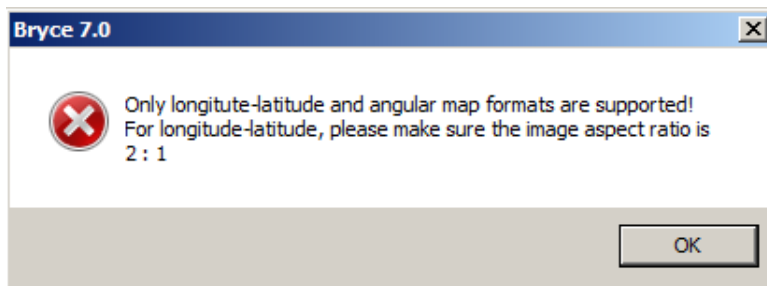 Bryce 7.0
Only longitute-latitude and angular map formats are supported!
For longitude-latitude, please make sure the image aspect ratio is
2 : 1
OK